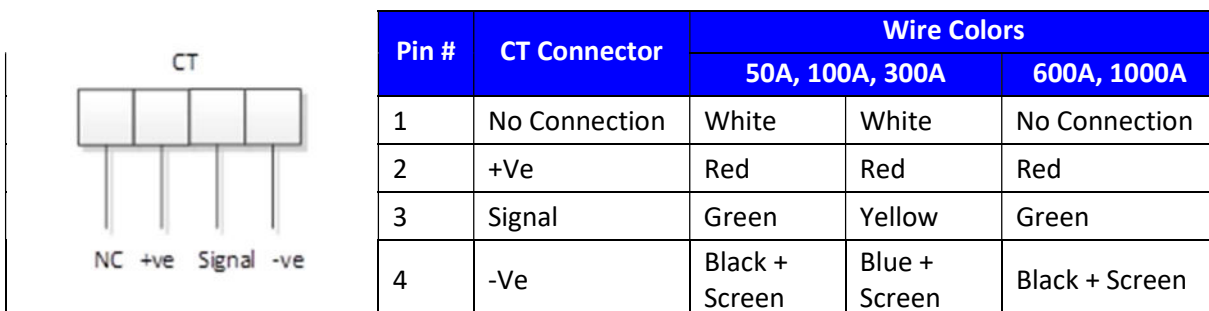 CT
NC +ve Signal -ve
Pin # CT Connector Wire Colors
50A, 100A, 300A 600A, 1000A
1 No Connection White White No Connection
2 +Ve Red Red Red
3 Signal Green Yellow Green
4 -Ve Black + Screen Blue + Screen Black + Screen